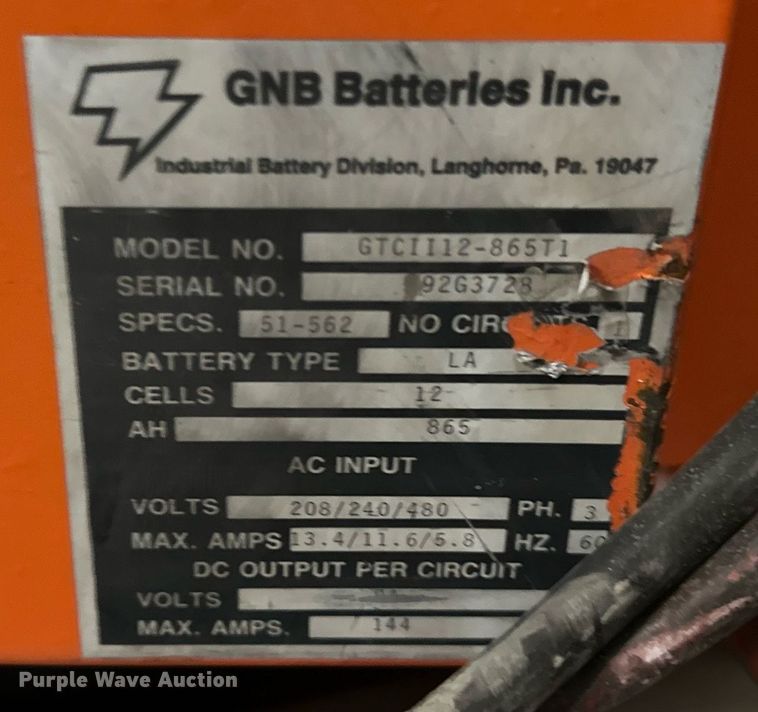 GNB Batteries Inc.
Industrial Battery Division, Langhorne, Pa. 19047
MODEL NO. GTCII12-865T1
SERIAL NO. 92G3728
SPECS. 51-562 NO 1
BATTERY TYPE LA
CELLS 12
AH 865
AC INPUT
VOLTS 208/240/480 PH. 3
MAX. AMPS 13.4/11.6/5.8 HZ. 60
DC OUTPUT PER CIRCUIT
VOLTS
MAX. AMPS. 144
Purple Wave Auction